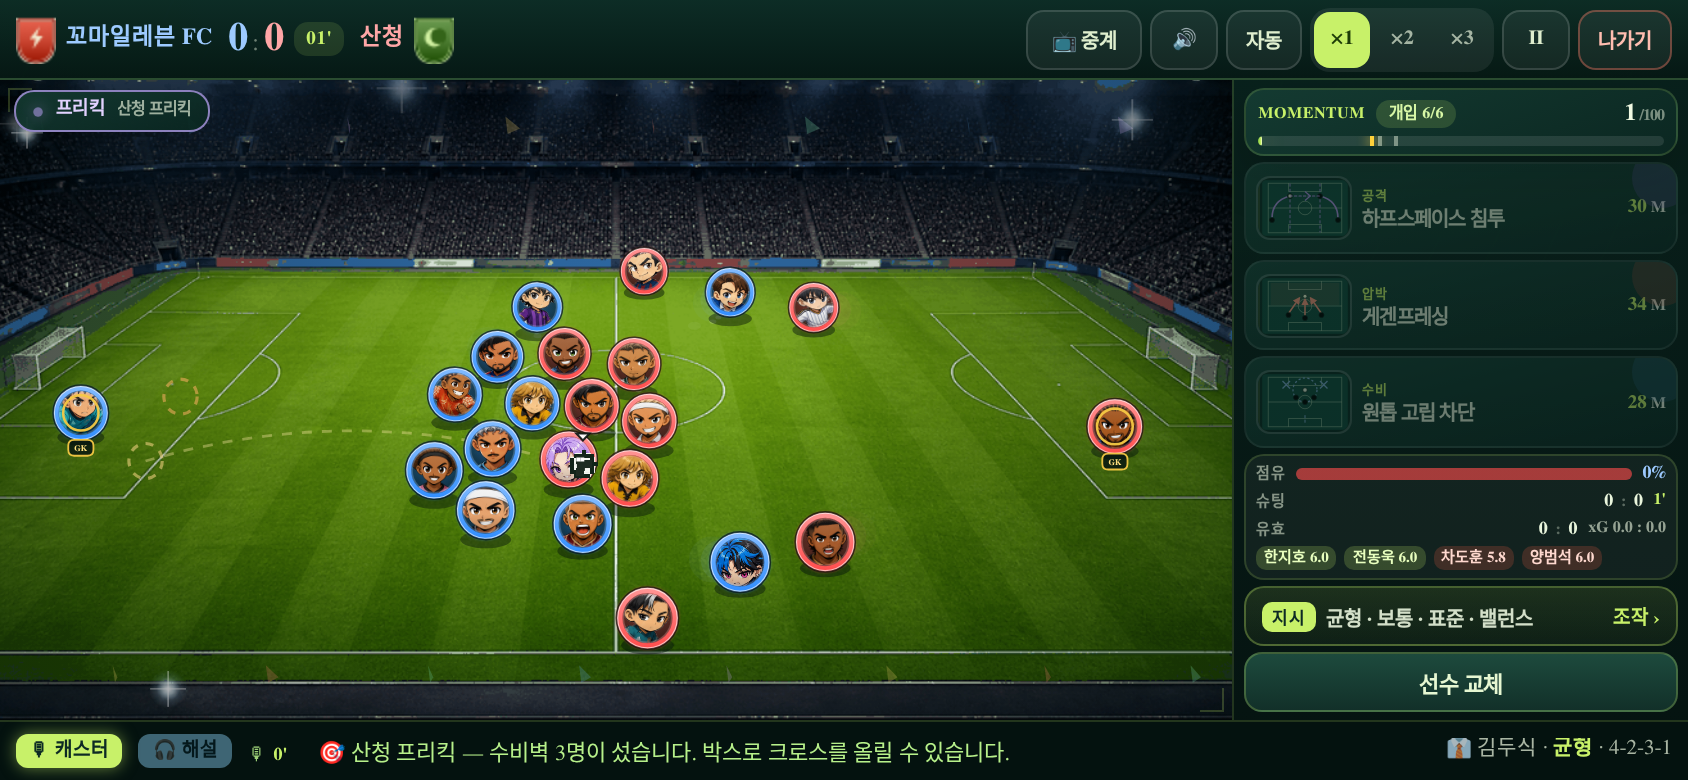 꼬마일레븐 FC 0 : 0 01' 산청
📺 중계 🔊 자동 ×1 ×2 ×3 II 나가기
프리킥 산청 프리킥
MOMENTUM 개입 6/6 1 /100
공격
하프스페이스 침투 30 M
압박
게겐프레싱 34 M
수비
원톱 고립 차단 28 M
점유 0%
슈팅 0 : 0 1'
유효 0 : 0 xG 0.0 : 0.0
한지호 6.0 전동욱 6.0 차도훈 5.8 양범석 6.0
지시 균형 · 보통 · 표준 · 밸런스 조작 ›
선수 교체
GK
GK
🎙 캐스터 🎧 해설 🎙 0' 🎯 산청 프리킥 — 수비벽 3명이 섰습니다. 박스로 크로스를 올릴 수 있습니다.
👔 김두식 · 균형 · 4-2-3-1